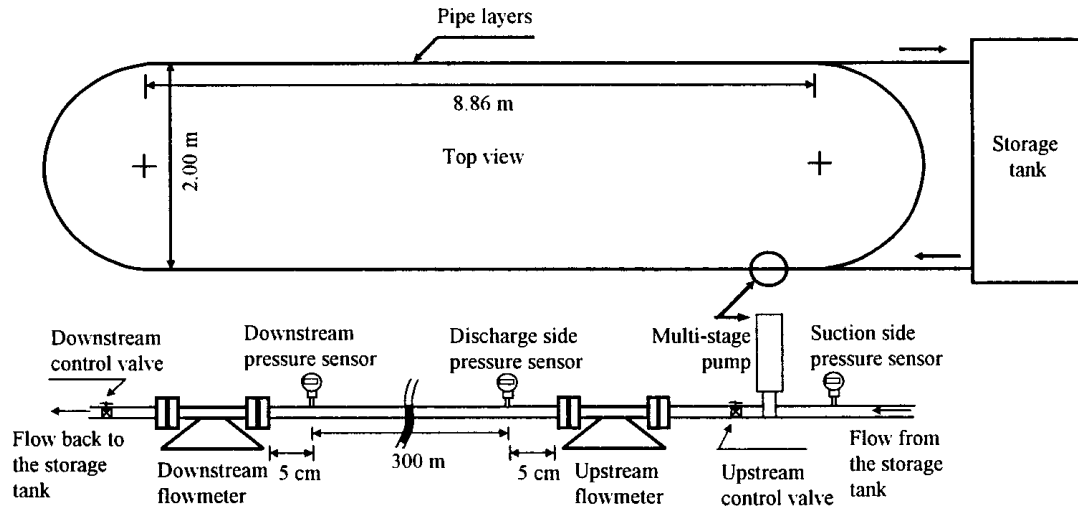 Pipe layers
8.86 m
2.00 m
Top view
Storage
tank
Downstream
control valve
Downstream
pressure sensor
Discharge side
pressure sensor
Multi-stage
pump
Suction side
pressure sensor
Flow back to
the storage
tank
Downstream
flowmeter
5 cm
300 m
5 cm
Upstream
flowmeter
Upstream
control valve
Flow from
the storage
tank